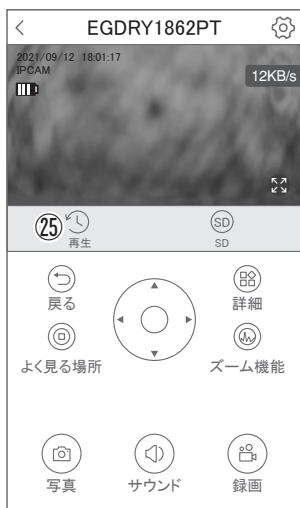 EGDRY1862PT
2021/09/12 18:01:17
IPCAM
12KB/s
㉕
SD
再生
SD
戻る
詳細
よく見る場所
ズーム機能
写真
サウンド
録画